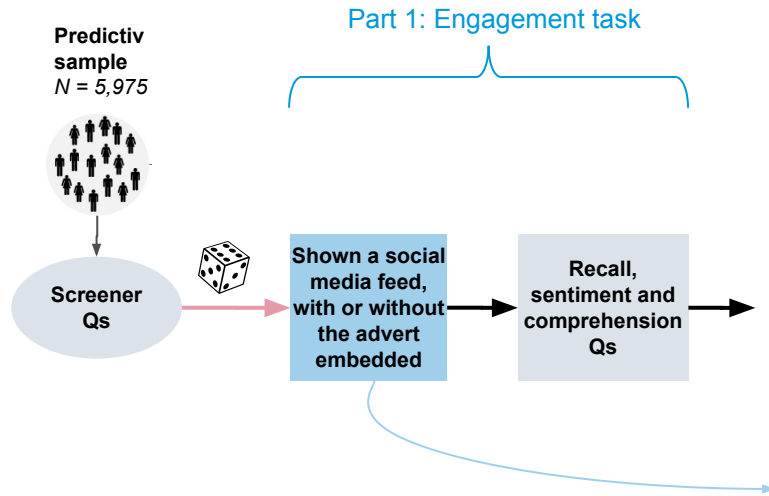 Part 1: Engagement task
Predictiv
sample
N = 5,975
Screener
Qs
Shown a social
media feed,
with or without
the advert
embedded
Recall,
sentiment and
comprehension
Qs